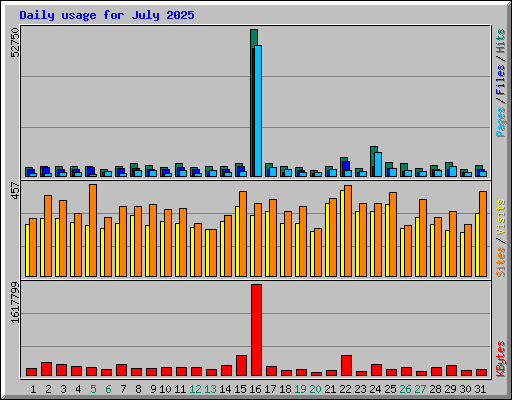 Daily usage for July 2025
52750
Pages / Files / Hits
457
Sites / Visits
1617799
KBytes
1 2 3 4 5 6 7 8 9 10 11 12 13 14 15 16 17 18 19 20 21 22 23 24 25 26 27 28 29 30 31